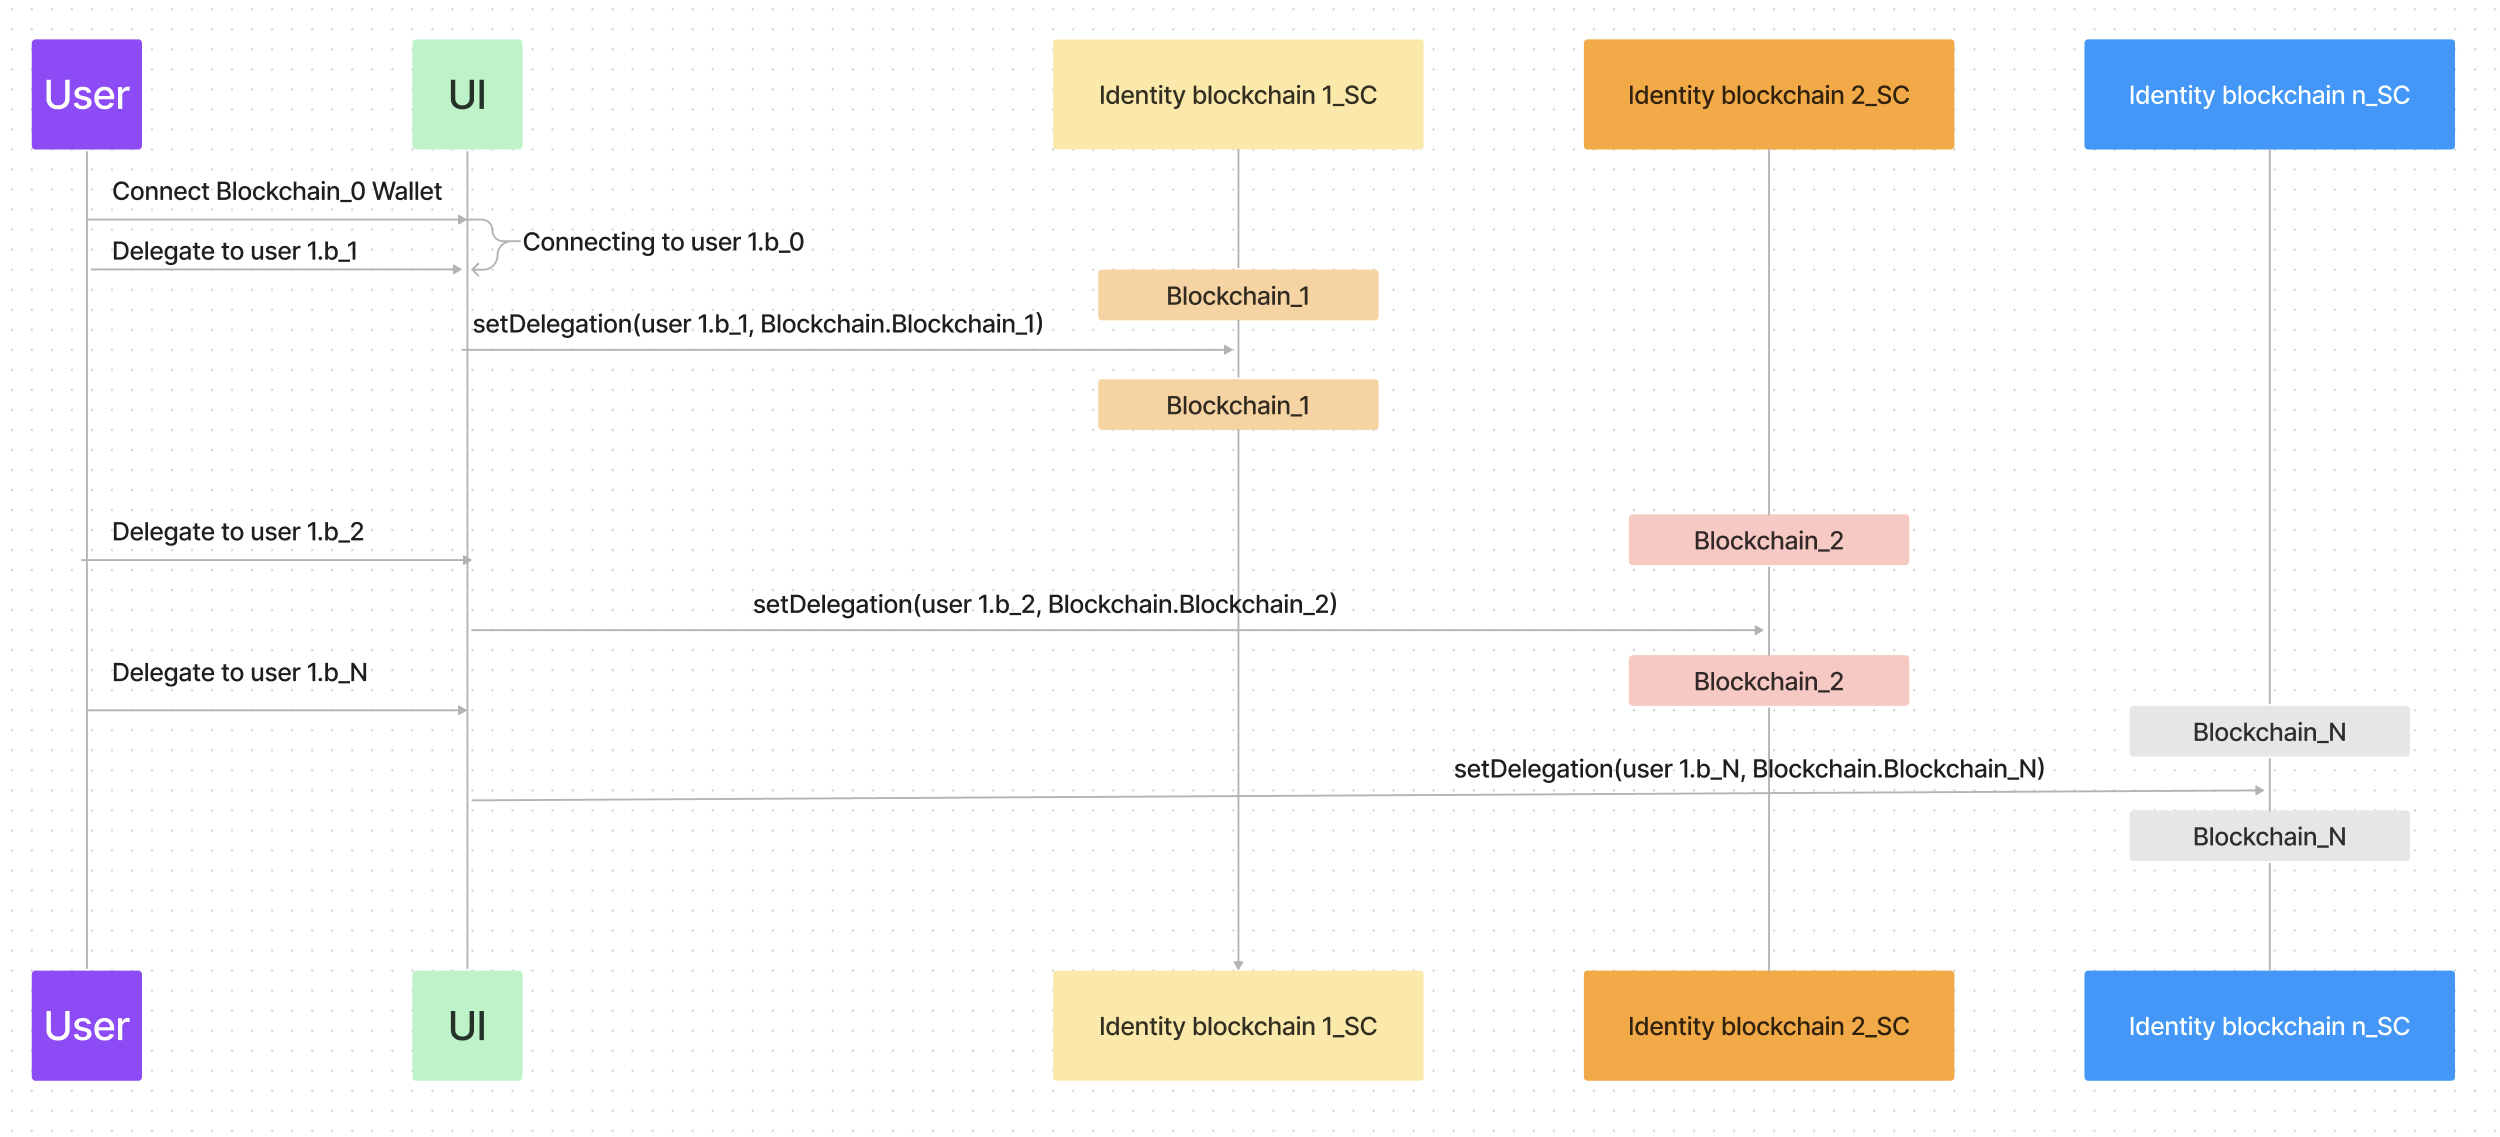 User
UI
Identity blockchain 1_SC
Identity blockchain 2_SC
Identity blockchain n_SC
Connect Blockchain_0 Wallet
Connecting to user 1.b_0
Delegate to user 1.b_1
Blockchain_1
setDelegation(user 1.b_1, Blockchain.Blockchain_1)
Blockchain_1
Delegate to user 1.b_2
Blockchain_2
setDelegation(user 1.b_2, Blockchain.Blockchain_2)
Delegate to user 1.b_N
Blockchain_2
Blockchain_N
setDelegation(user 1.b_N, Blockchain.Blockchain_N)
Blockchain_N
User
UI
Identity blockchain 1_SC
Identity blockchain 2_SC
Identity blockchain n_SC